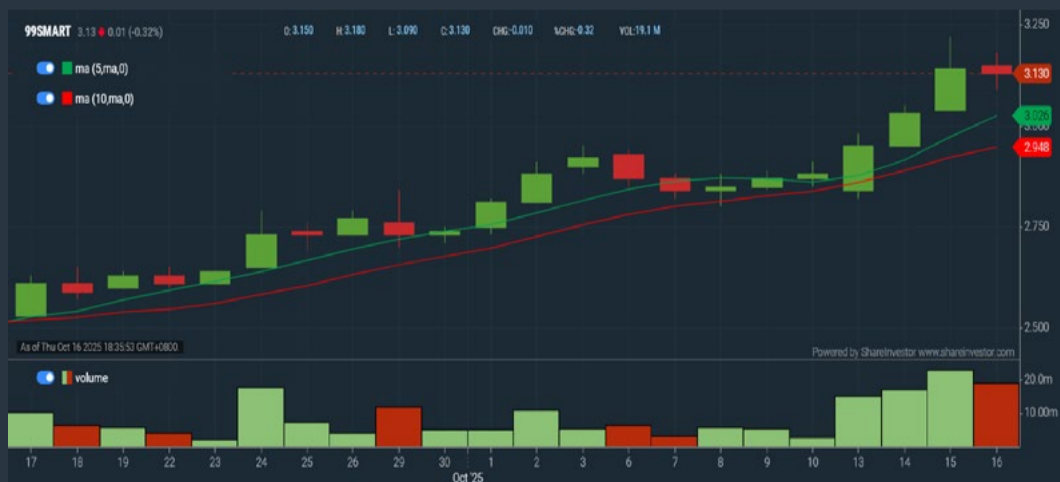 99SMART 3.13 0.01 (-0.32%) O:3.150 H:3.180 L:3.090 C:3.130 CHG:-0.010 %CHG:-0.32 VOL:19.1 M
ma (5,ma,0)
ma (10,ma,0)
3.250
3.130
3.026
3.000
2.948
2.750
2.500
As of Thu Oct 16 2025 18:35:53 GMT+0800
Powered by ShareInvestor www.shareinvestor.com
volume
20.0m
10.00m
17 18 19 22 23 24 25 26 29 30 1 2 3 6 7 8 9 10 13 14 15 16
Oct '25